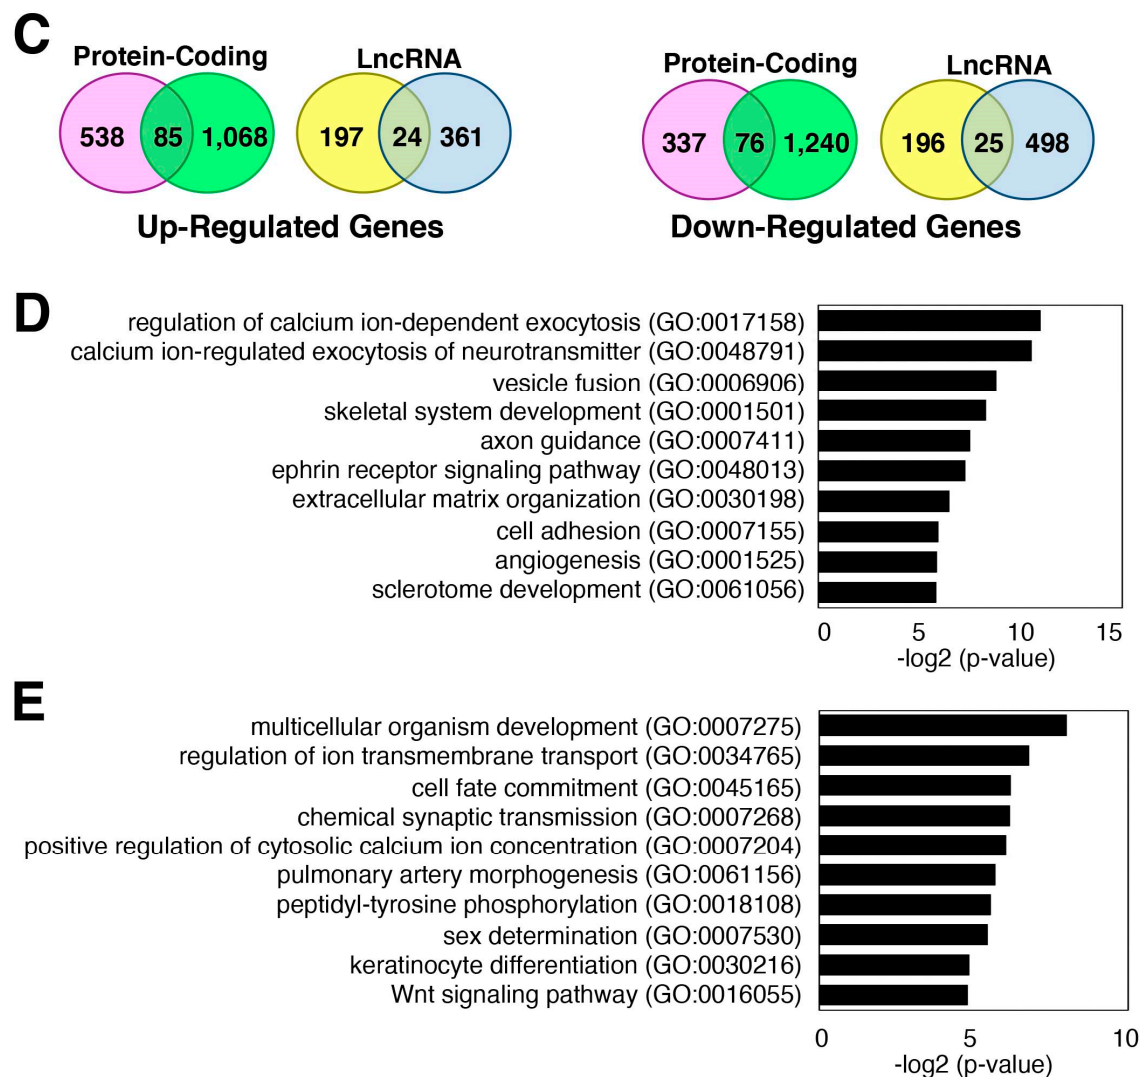 C
Protein-Coding LncRNA Protein-Coding LncRNA
538 85 1,068 197 24 361 337 76 1,240 196 25 498
Up-Regulated Genes Down-Regulated Genes
D
regulation of calcium ion-dependent exocytosis (GO:0017158)
calcium ion-regulated exocytosis of neurotransmitter (GO:0048791)
vesicle fusion (GO:0006906)
skeletal system development (GO:0001501)
axon guidance (GO:0007411)
ephrin receptor signaling pathway (GO:0048013)
extracellular matrix organization (GO:0030198)
cell adhesion (GO:0007155)
angiogenesis (GO:0001525)
sclerotome development (GO:0061056)
0 5 10 15
-log2 (p-value)
E
multicellular organism development (GO:0007275)
regulation of ion transmembrane transport (GO:0034765)
cell fate commitment (GO:0045165)
chemical synaptic transmission (GO:0007268)
positive regulation of cytosolic calcium ion concentration (GO:0007204)
pulmonary artery morphogenesis (GO:0061156)
peptidyl-tyrosine phosphorylation (GO:0018108)
sex determination (GO:0007530)
keratinocyte differentiation (GO:0030216)
Wnt signaling pathway (GO:0016055)
0 5 10
-log2 (p-value)